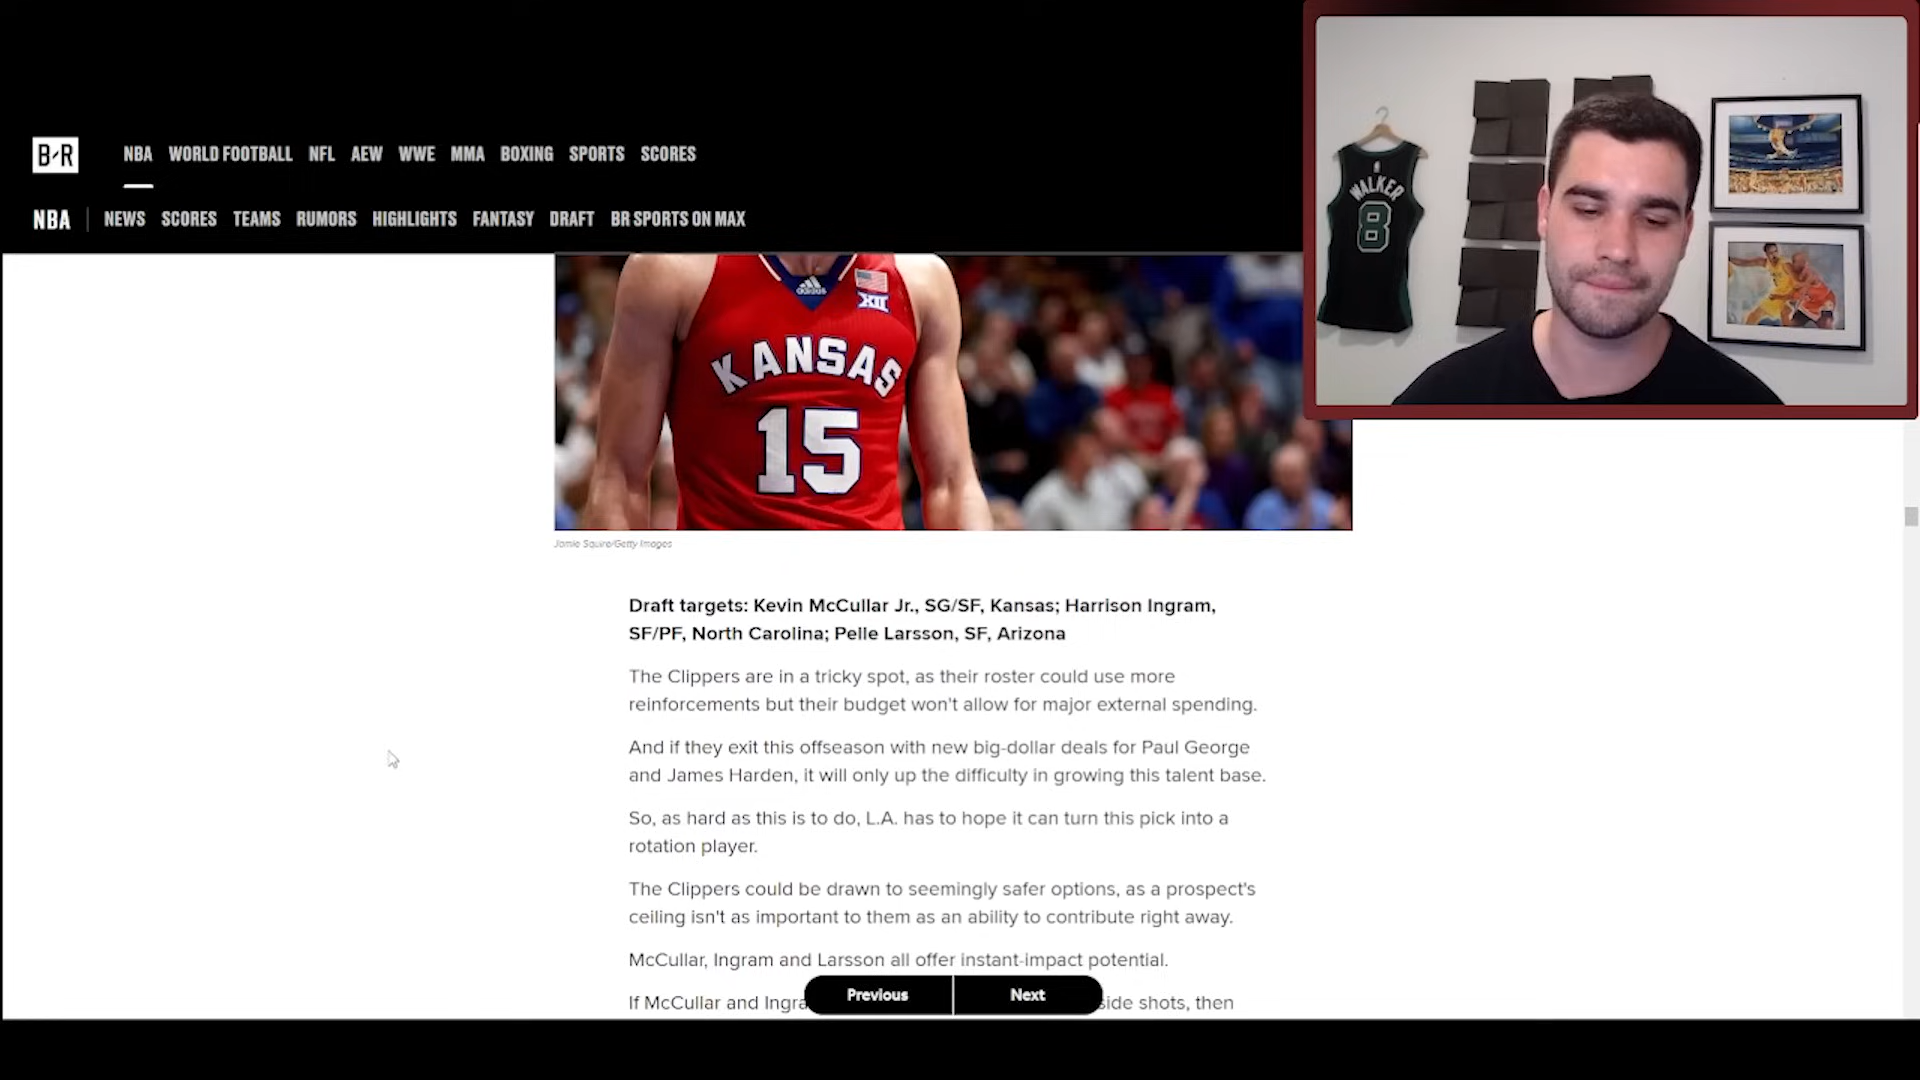 B/R
NBA WORLD FOOTBALL NFL AEW WWE MMA BOXING SPORTS SCORES
NBA NEWS SCORES TEAMS RUMORS HIGHLIGHTS FANTASY DRAFT BR SPORTS ON MAX
WALKER
8
adidas
XII
KANSAS
15
Jamie Squire/Getty Images
Draft targets: Kevin McCullar Jr., SG/SF, Kansas; Harrison Ingram,
SF/PF, North Carolina; Pelle Larsson, SF, Arizona
The Clippers are in a tricky spot, as their roster could use more
reinforcements but their budget won't allow for major external spending.
And if they exit this offseason with new big-dollar deals for Paul George
and James Harden, it will only up the difficulty in growing this talent base.
So, as hard as this is to do, L.A. has to hope it can turn this pick into a
rotation player.
The Clippers could be drawn to seemingly safer options, as a prospect's
ceiling isn't as important to them as an ability to contribute right away.
McCullar, Ingram and Larsson all offer instant-impact potential.
If McCullar and Ingra
side shots, then
Previous Next